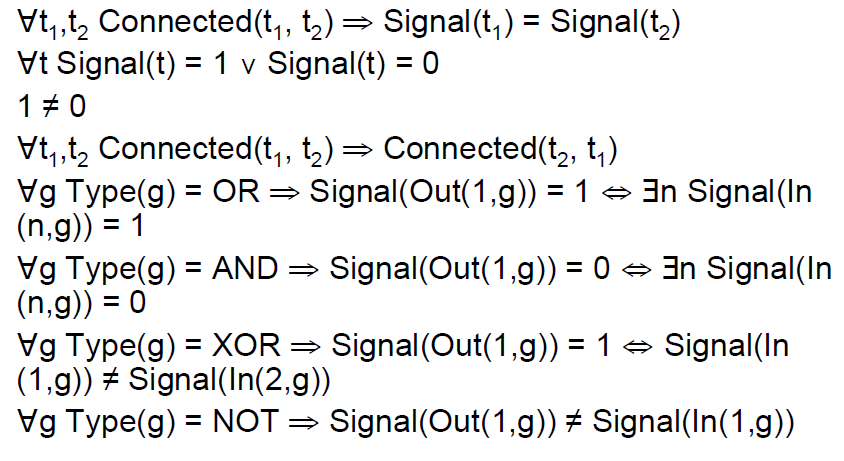 ∀t₁,t₂ Connected(t₁, t₂) ⇒ Signal(t₁) = Signal(t₂)
∀t Signal(t) = 1 ∨ Signal(t) = 0
1 ≠ 0
∀t₁,t₂ Connected(t₁, t₂) ⇒ Connected(t₂, t₁)
∀g Type(g) = OR ⇒ Signal(Out(1,g)) = 1 ⇔ ∃n Signal(In
(n,g)) = 1
∀g Type(g) = AND ⇒ Signal(Out(1,g)) = 0 ⇔ ∃n Signal(In
(n,g)) = 0
∀g Type(g) = XOR ⇒ Signal(Out(1,g)) = 1 ⇔ Signal(In
(1,g)) ≠ Signal(In(2,g))
∀g Type(g) = NOT ⇒ Signal(Out(1,g)) ≠ Signal(In(1,g))